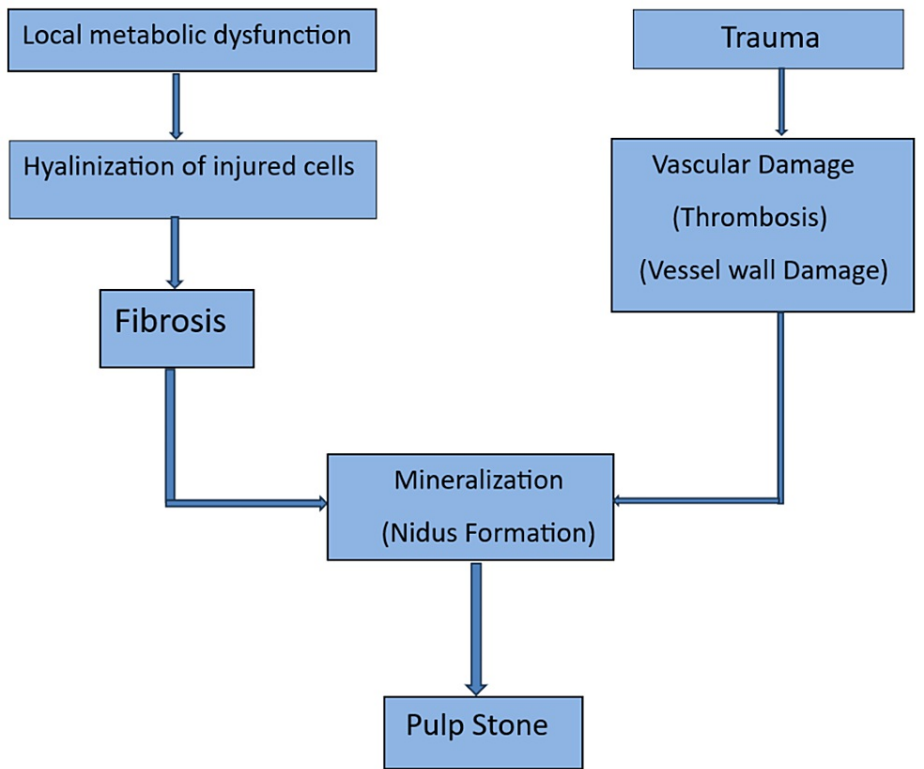 Local metabolic dysfunction
Trauma
Hyalinization of injured cells
Vascular Damage
(Thrombosis)
(Vessel wall Damage)
Fibrosis
Mineralization
(Nidus Formation)
Pulp Stone